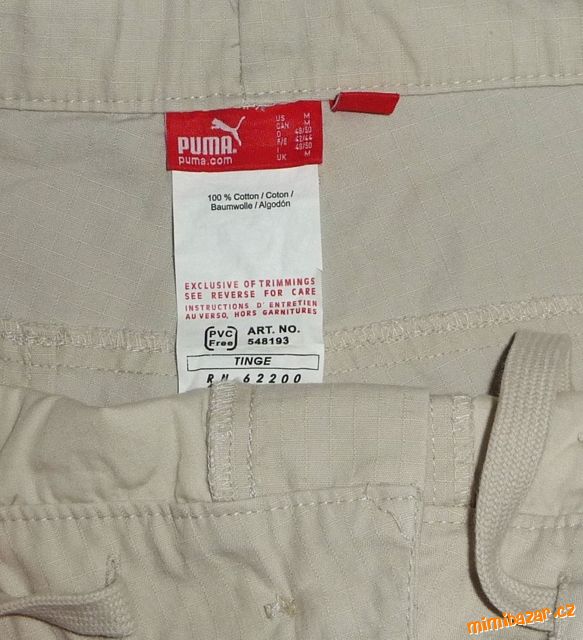 PUMA
puma.com
US M
CAN M
D 48/50
F/E 42/44
I 48/50
UK M
100 % Cotton / Coton /
Baumwolle / Algodón
EXCLUSIVE OF TRIMMINGS
SEE REVERSE FOR CARE
INSTRUCTIONS D' ENTRETIEN
AU VERSO, HORS GARNITURES
PVC Free
ART. NO.
548193
TINGE
RN 62200
mimibazar.cz